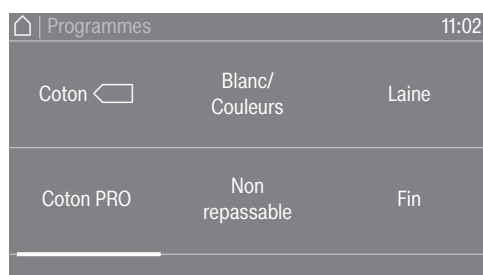 | Programmes 11:02
Coton
Blanc/
Couleurs
Laine
Coton PRO
Non
repassable
Fin